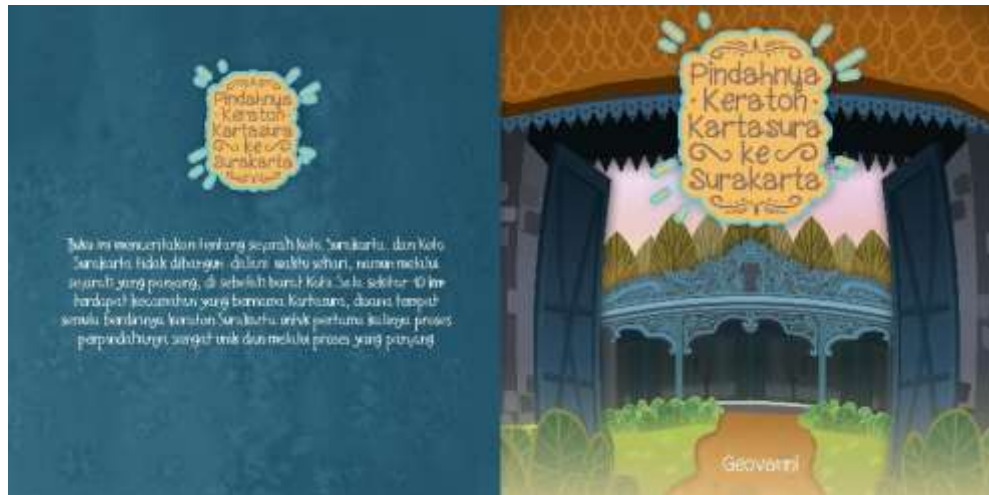 Pindahnya
Keraton
Kartasura
ke
Surakarta
Buku ini menceritakan tentang sejarah kota Surakarta, dan Kota
Surakarta tidak dibangun dalam waktu sehari, namun melalui
sejarah yang panjang, di sebelah barat Kota Solo sekitar 10 km
terdapat kecamatan yang bernama Kartasura, disana tempat
semula berdirinya keraton Surakarta untuk pertama kalinya proses
perpindahannya sangat unik dan melalui proses yang panjang
Pindahnya
Keraton
Kartasura
ke
Surakarta
Geovanni